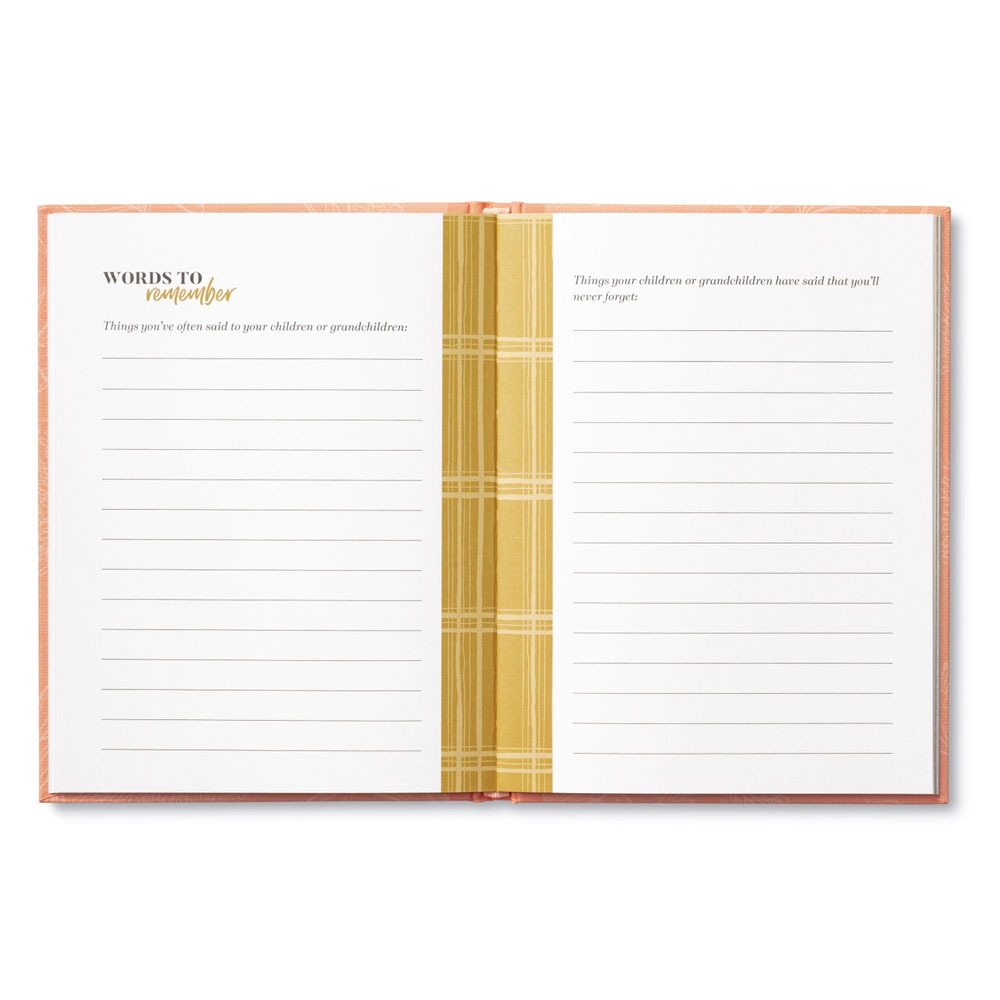 WORDS TO
remember
Things you've often said to your children or grandchildren:
Things your children or grandchildren have said that you'll
never forget: